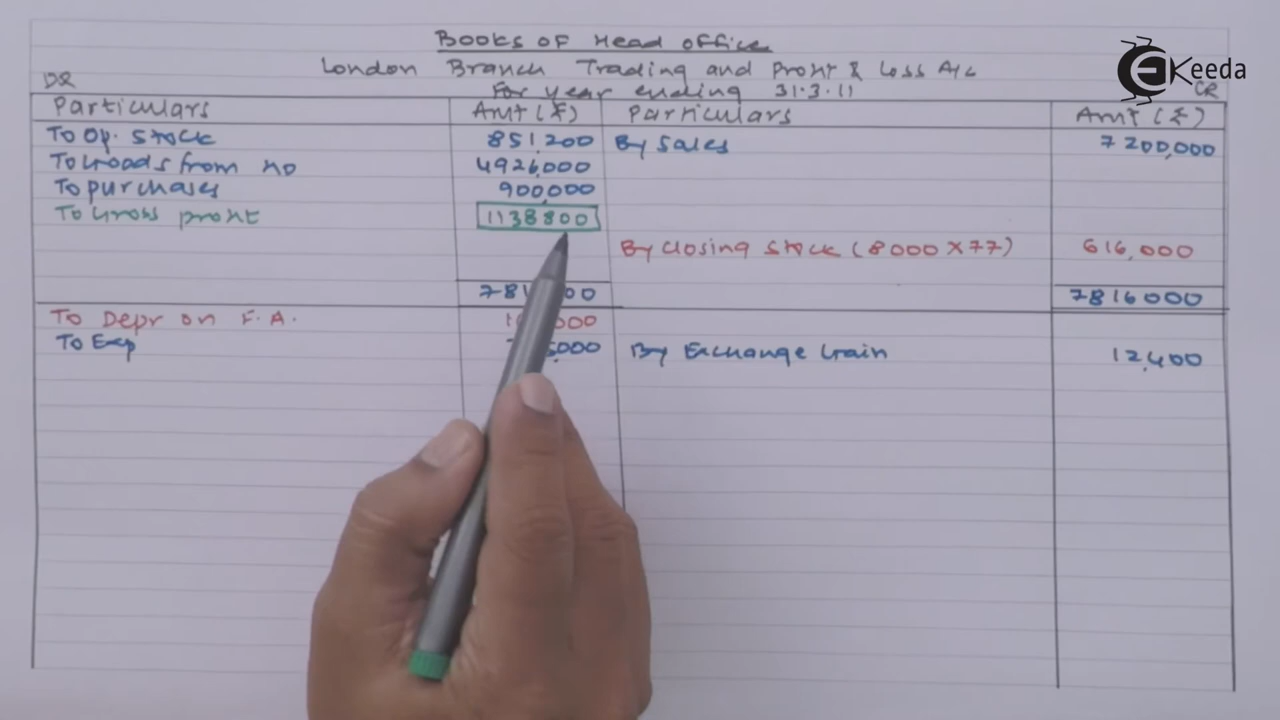 Books of Head office
London Branch Trading and Profit & Loss A/c
For year ending 31.3.11
DR
CR
Particulars Amt (₹) Particulars Amt (₹)
To Op. Stock 851,200 By Sales 7200,000
To Goods from HO 4926,000
To purchases 900,000
To Gross profit 1138800
By Closing Stock (8000 × 77) 616,000
7816000
To Depr on F.A.
To Exp By Exchange Gain 12,400
Keeda